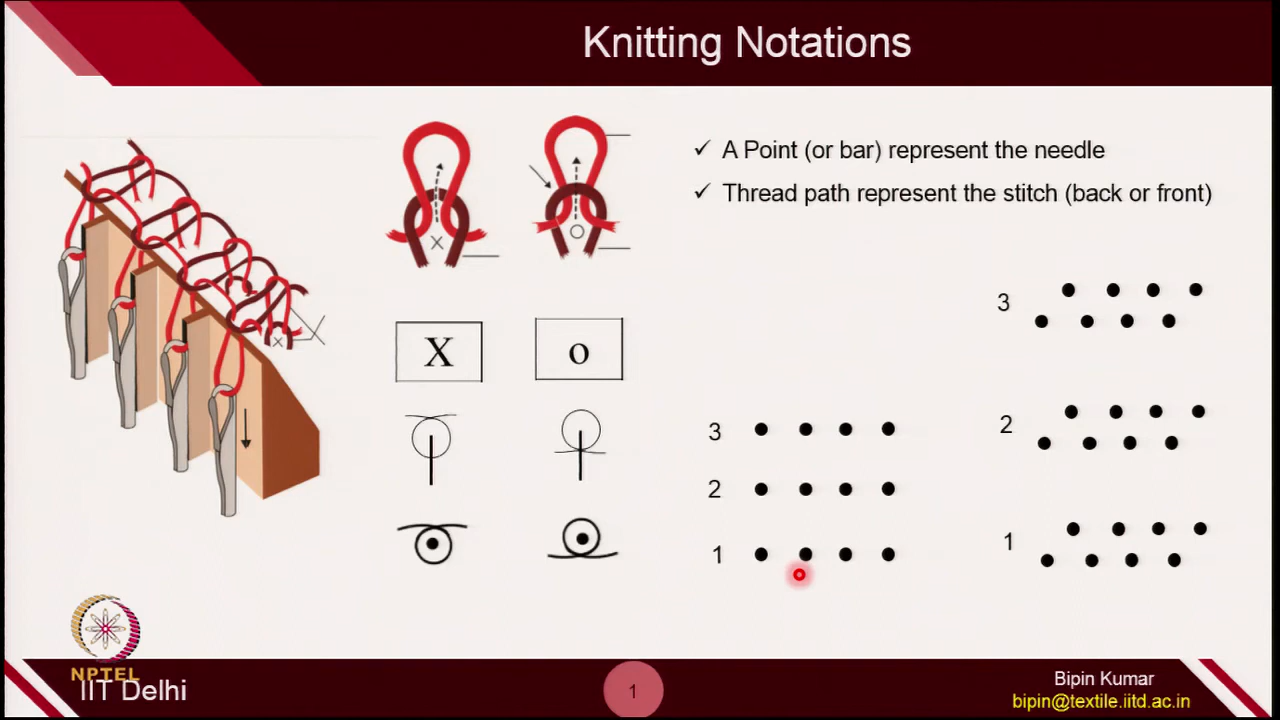 Knitting Notations
✓ A Point (or bar) represent the needle
✓ Thread path represent the stitch (back or front)
X
O
X
X
o
3
2
1
3
2
1
NPTEL
IIT Delhi
1
Bipin Kumar
bipin@textile.iitd.ac.in